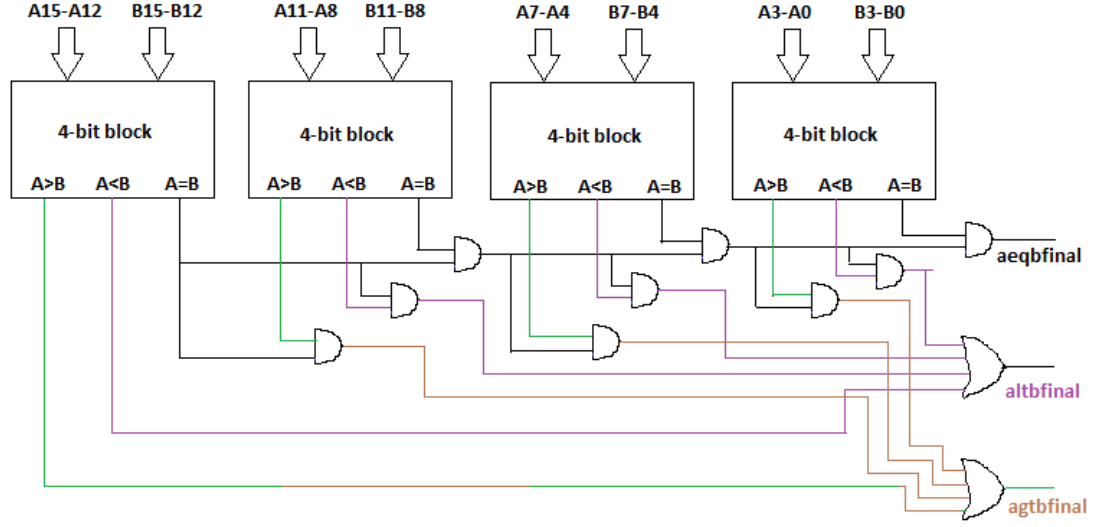 A15-A12 B15-B12 A11-A8 B11-B8 A7-A4 B7-B4 A3-A0 B3-B0
4-bit block 4-bit block 4-bit block 4-bit block
A>B A<B A=B A>B A<B A=B A>B A<B A=B A>B A<B A=B
aeqbfinal
altbfinal
agtbfinal